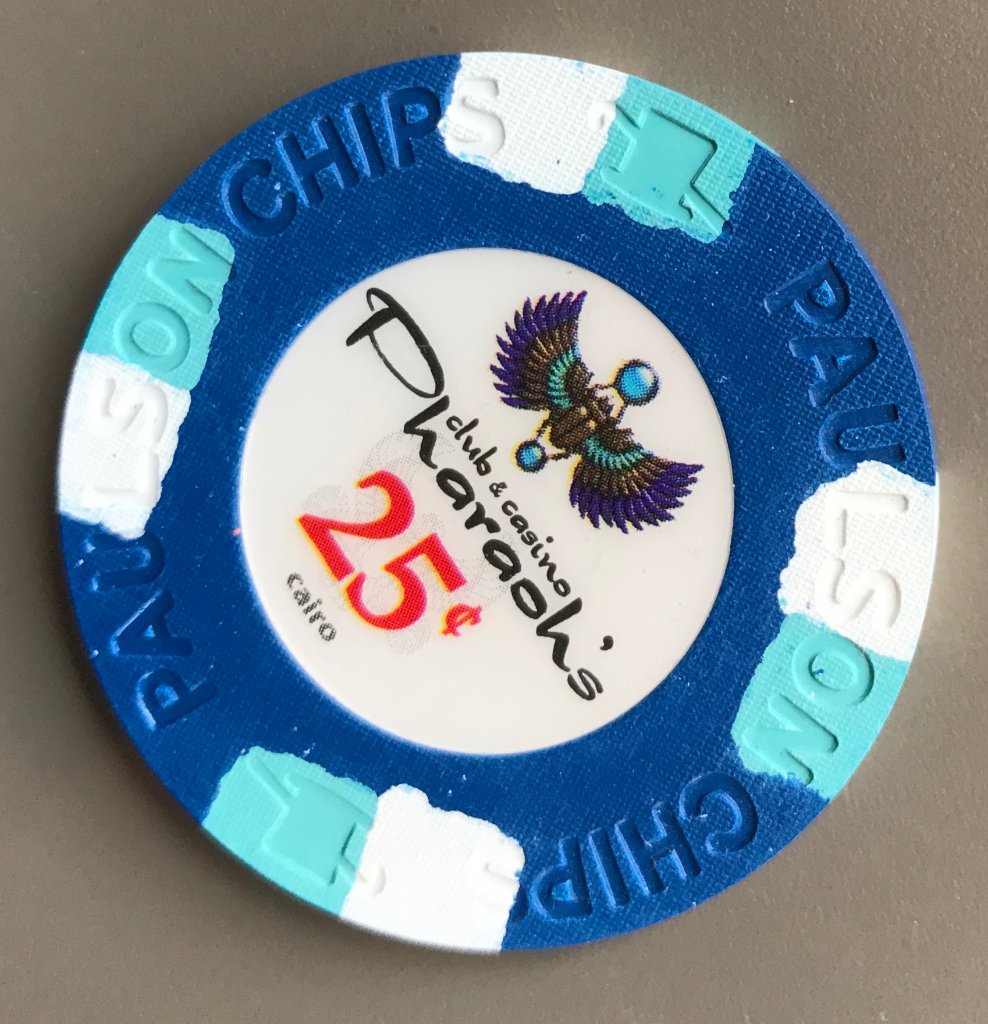 PAULSON CHIPS
Pharaoh's
club & casino
25¢
cairo
PAULSON CHIPS